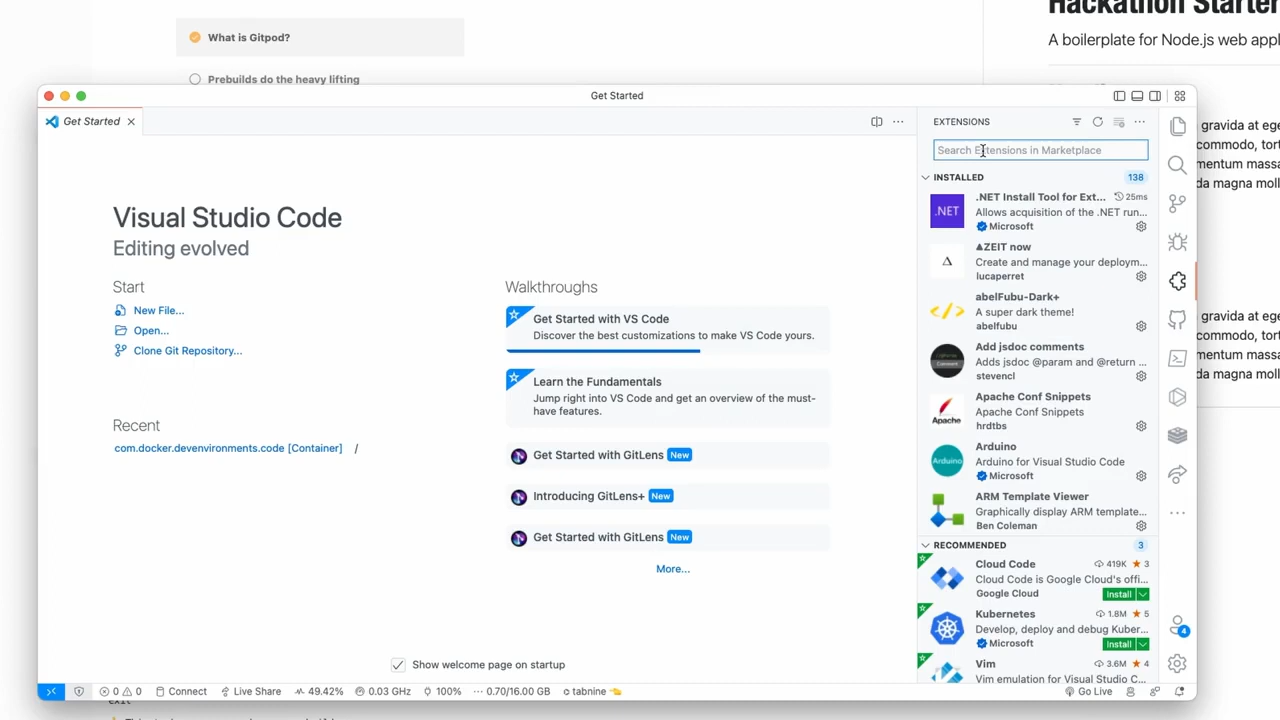 What is Gitpod?
Prebuilds do the heavy lifting
Hackathon Starter
A boilerplate for Node.js web appl
Get Started
Get Started
Visual Studio Code
Editing evolved
Start
New File...
Open...
Clone Git Repository...
Recent
com.docker.devenvironments.code [Container] /
Walkthroughs
Get Started with VS Code
Discover the best customizations to make VS Code yours.
Learn the Fundamentals
Jump right into VS Code and get an overview of the must-
have features.
Get Started with GitLens New
Introducing GitLens+ New
Get Started with GitLens New
More...
Show welcome page on startup
EXTENSIONS
Search Extensions in Marketplace
INSTALLED 138
.NET
.NET Install Tool for Ext... 25ms
Allows acquisition of the .NET run...
Microsoft
▲ZEIT now
Create and manage your deploym...
lucaperret
abelFubu-Dark+
A super dark theme!
abelfubu
Add jsdoc comments
Adds jsdoc @param and @return ...
stevencl
Apache
Apache Conf Snippets
Apache Conf Snippets
hrdtbs
Arduino
Arduino
Arduino for Visual Studio Code
Microsoft
ARM Template Viewer
Graphically display ARM template...
Ben Coleman
RECOMMENDED 3
Cloud Code 419K 3
Cloud Code is Google Cloud's offi...
Google Cloud Install
Kubernetes 1.8M 5
Develop, deploy and debug Kuber...
Microsoft Install
Vim 3.6M 4
Vim emulation for Visual Studio C...
4
0 0 Connect Live Share 49.42% 0.03 GHz 100% 0.70/16.00 GB tabnine Go Live
gravida at ege
commodo, tort
mentum massa
da magna moll
gravida at ege
commodo, tort
mentum massa
da magna moll
exit